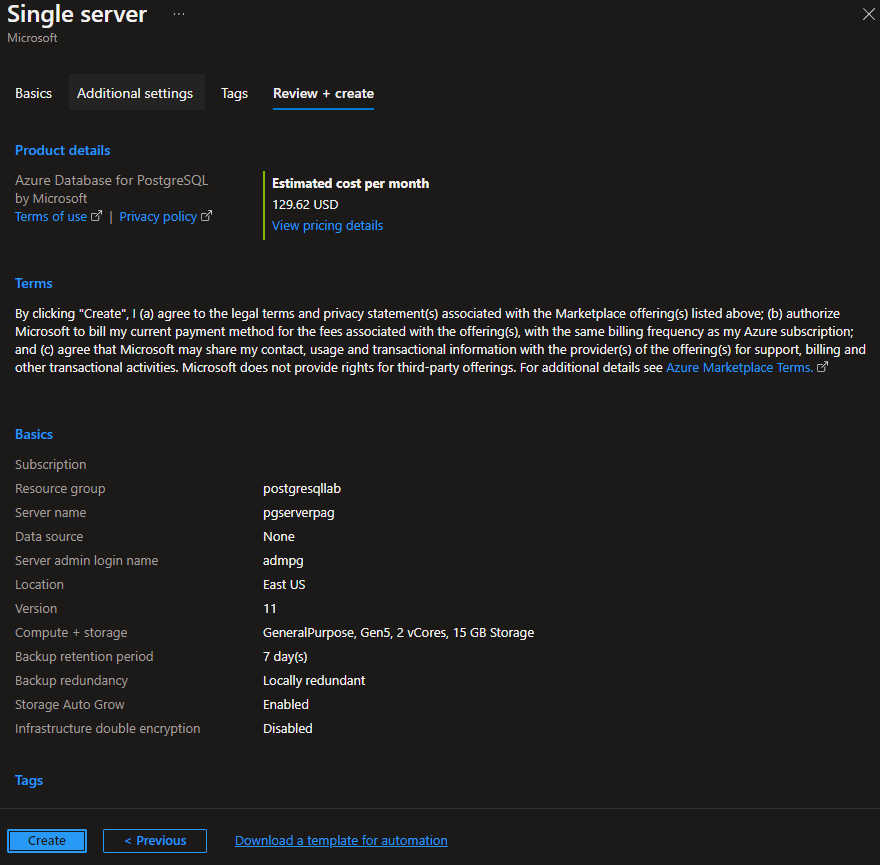 Single server ...
Microsoft
Basics Additional settings Tags Review + create
Product details
Azure Database for PostgreSQL
by Microsoft
Terms of use | Privacy policy
Estimated cost per month
129.62 USD
View pricing details
Terms
By clicking "Create", I (a) agree to the legal terms and privacy statement(s) associated with the Marketplace offering(s) listed above; (b) authorize
Microsoft to bill my current payment method for the fees associated with the offering(s), with the same billing frequency as my Azure subscription;
and (c) agree that Microsoft may share my contact, usage and transactional information with the provider(s) of the offering(s) for support, billing and
other transactional activities. Microsoft does not provide rights for third-party offerings. For additional details see Azure Marketplace Terms.
Basics
Subscription
Resource group postgresqllab
Server name pgserverpag
Data source None
Server admin login name admpg
Location East US
Version 11
Compute + storage GeneralPurpose, Gen5, 2 vCores, 15 GB Storage
Backup retention period 7 day(s)
Backup redundancy Locally redundant
Storage Auto Grow Enabled
Infrastructure double encryption Disabled
Tags
Create < Previous Download a template for automation